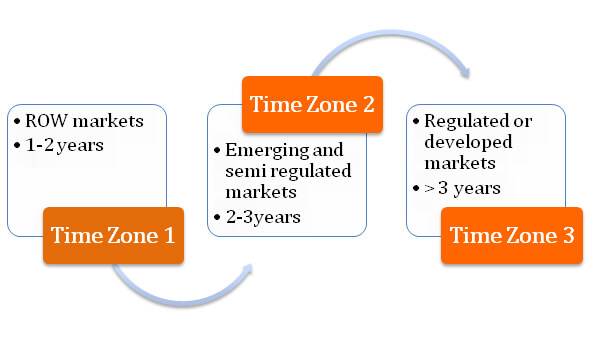 • ROW markets
• 1-2 years
Time Zone 1
Time Zone 2
• Emerging and
semi regulated
markets
• 2-3years
• Regulated or
developed
markets
• > 3 years
Time Zone 3